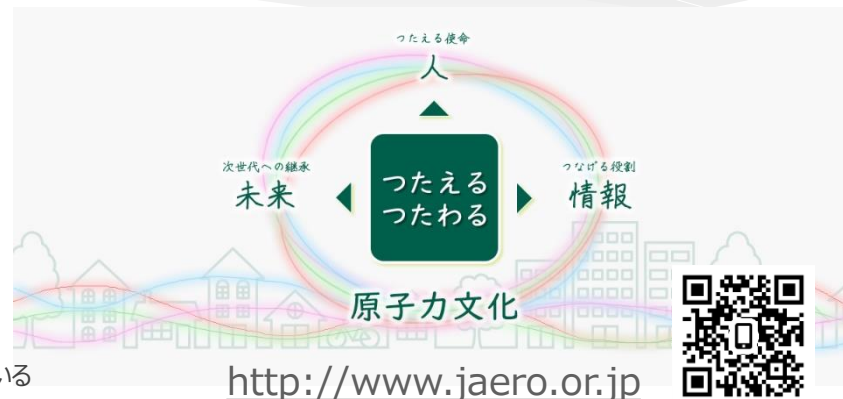 つたえる使命
人
次世代への継承
未来
つたえる
つたわる
つなげる役割
情報
原子力文化
いる
http://www.jaero.or.jp